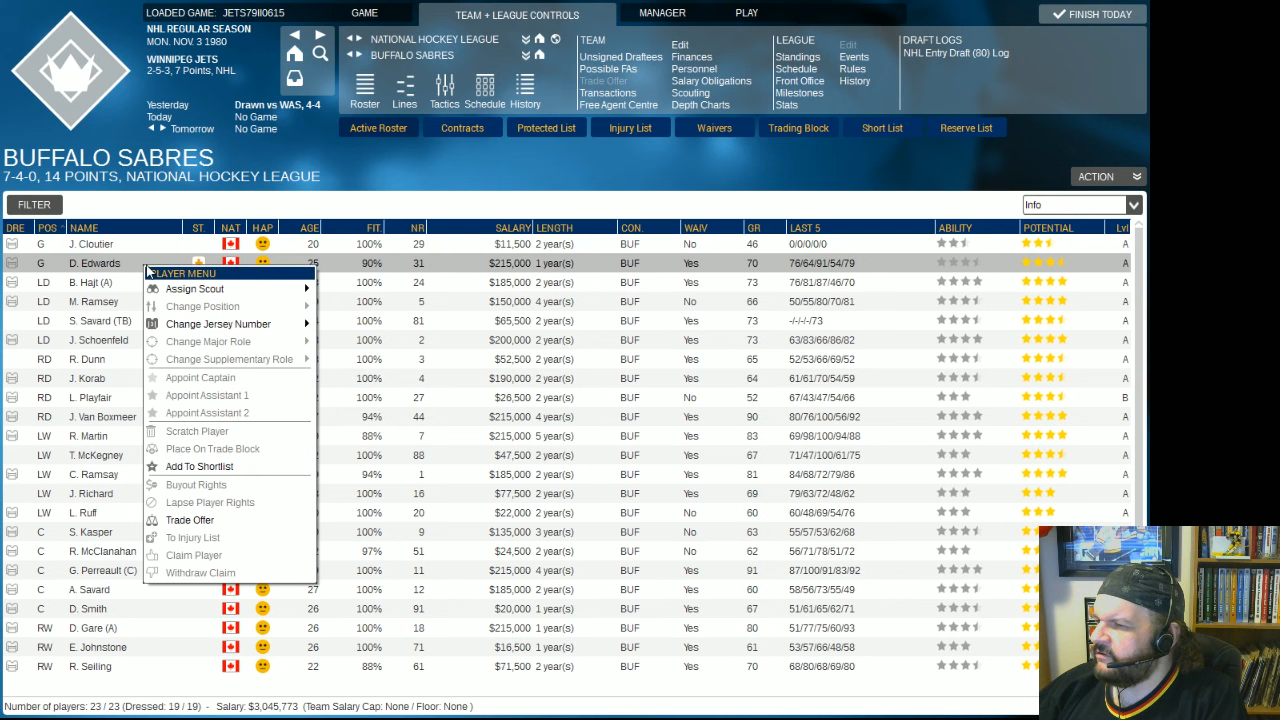 LOADED GAME: JETS79II0615
GAME
TEAM + LEAGUE CONTROLS
MANAGER
PLAY
FINISH TODAY
NHL REGULAR SEASON
MON. NOV. 3 1980
WINNIPEG JETS
2-5-3, 7 Points, NHL
Yesterday Drawn vs WAS, 4-4
Today No Game
Tomorrow No Game
NATIONAL HOCKEY LEAGUE
BUFFALO SABRES
Roster Lines Tactics Schedule History
TEAM
Unsigned Draftees
Possible FAs
Trade Offer
Transactions
Free Agent Centre
Edit
Finances
Personnel
Salary Obligations
Scouting
Depth Charts
LEAGUE
Standings
Schedule
Front Office
Milestones
Stats
Edit
Events
Rules
History
DRAFT LOGS
NHL Entry Draft (80) Log
Active Roster Contracts Protected List Injury List Waivers Trading Block Short List Reserve List
BUFFALO SABRES
7-4-0, 14 POINTS, NATIONAL HOCKEY LEAGUE
ACTION
FILTER
Info
DRE POS NAME ST. NAT HAP AGE FIT. NR SALARY LENGTH CON. WAIV GR LAST 5 ABILITY POTENTIAL Lvl
G J. Cloutier 20 100% 29 $11,500 2 year(s) BUF No 46 0/0/0/0/0 A
G D. Edwards 25 90% 31 $215,000 1 year(s) BUF Yes 70 76/64/91/54/79 A
LD B. Hajt (A) 100% 24 $185,000 2 year(s) BUF Yes 73 76/81/87/46/70 A
LD M. Ramsey 100% 5 $150,000 4 year(s) BUF No 66 50/55/80/70/81 A
LD S. Savard (TB) 100% 81 $65,500 2 year(s) BUF Yes 51 -/-/-/-/73 A
LD J. Schoenfeld 100% 2 $200,000 2 year(s) BUF Yes 73 63/83/66/86/82 A
RD R. Dunn 100% 3 $52,500 2 year(s) BUF Yes 65 52/53/66/69/52 A
RD J. Korab 100% 4 $190,000 2 year(s) BUF Yes 64 61/61/70/54/59 A
RD L. Playfair 100% 27 $26,500 2 year(s) BUF No 52 67/43/47/54/66 B
RD J. Van Boxmeer 94% 44 $215,000 4 year(s) BUF Yes 90 80/76/100/56/92 A
LW R. Martin 88% 7 $215,000 5 year(s) BUF Yes 83 69/98/100/94/88 A
LW T. McKegney 100% 88 $47,500 2 year(s) BUF Yes 67 71/47/100/61/75 A
LW C. Ramsay 94% 1 $185,000 2 year(s) BUF Yes 81 84/68/72/79/86 A
LW J. Richard 100% 16 $77,500 2 year(s) BUF Yes 69 79/63/72/48/62 A
LW L. Ruff 100% 20 $22,000 2 year(s) BUF No 60 60/48/69/54/76 A
C S. Kasper 100% 9 $135,000 3 year(s) BUF No 63 55/57/53/62/68
C R. McClanahan 97% 51 $24,500 2 year(s) BUF No 62 56/71/78/51/72
C G. Perreault (C) 100% 11 $215,000 4 year(s) BUF Yes 91 87/100/91/83/92
C A. Savard 27 100% 12 $185,000 2 year(s) BUF Yes 60 58/56/73/55/49
C D. Smith 26 100% 91 $20,000 1 year(s) BUF Yes 67 51/61/65/62/71
RW D. Gare (A) 26 100% 18 $215,000 1 year(s) BUF Yes 80 51/77/75/60/93
RW E. Johnstone 26 100% 71 $16,500 1 year(s) BUF Yes 61 53/57/66/48/58
RW R. Seiling 22 88% 61 $71,500 2 year(s) BUF Yes 70 68/80/68/69/80
PLAYER MENU
Assign Scout
Change Position
Change Jersey Number
Change Major Role
Change Supplementary Role
Appoint Captain
Appoint Assistant 1
Appoint Assistant 2
Scratch Player
Place On Trade Block
Add To Shortlist
Buyout Rights
Lapse Player Rights
Trade Offer
To Injury List
Claim Player
Withdraw Claim
Number of players: 23 / 23 (Dressed: 19 / 19) - Salary: $3,045,773 (Team Salary Cap: None / Floor: None )